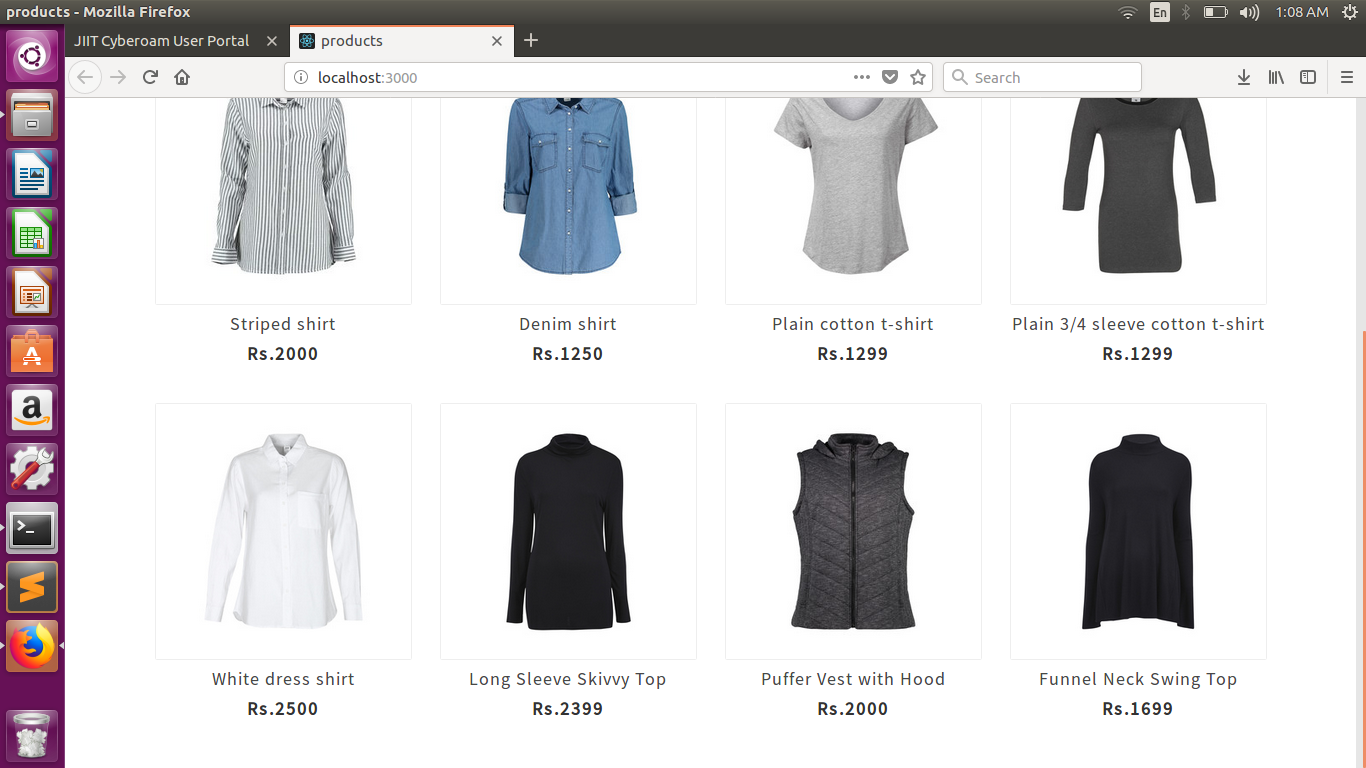 products - Mozilla Firefox
En
1:08 AM
JIIT Cyberoam User Portal
products
localhost:3000
Search
Striped shirt
Denim shirt
Plain cotton t-shirt
Plain 3/4 sleeve cotton t-shirt
Rs.2000
Rs.1250
Rs.1299
Rs.1299
White dress shirt
Long Sleeve Skivvy Top
Puffer Vest with Hood
Funnel Neck Swing Top
Rs.2500
Rs.2399
Rs.2000
Rs.1699